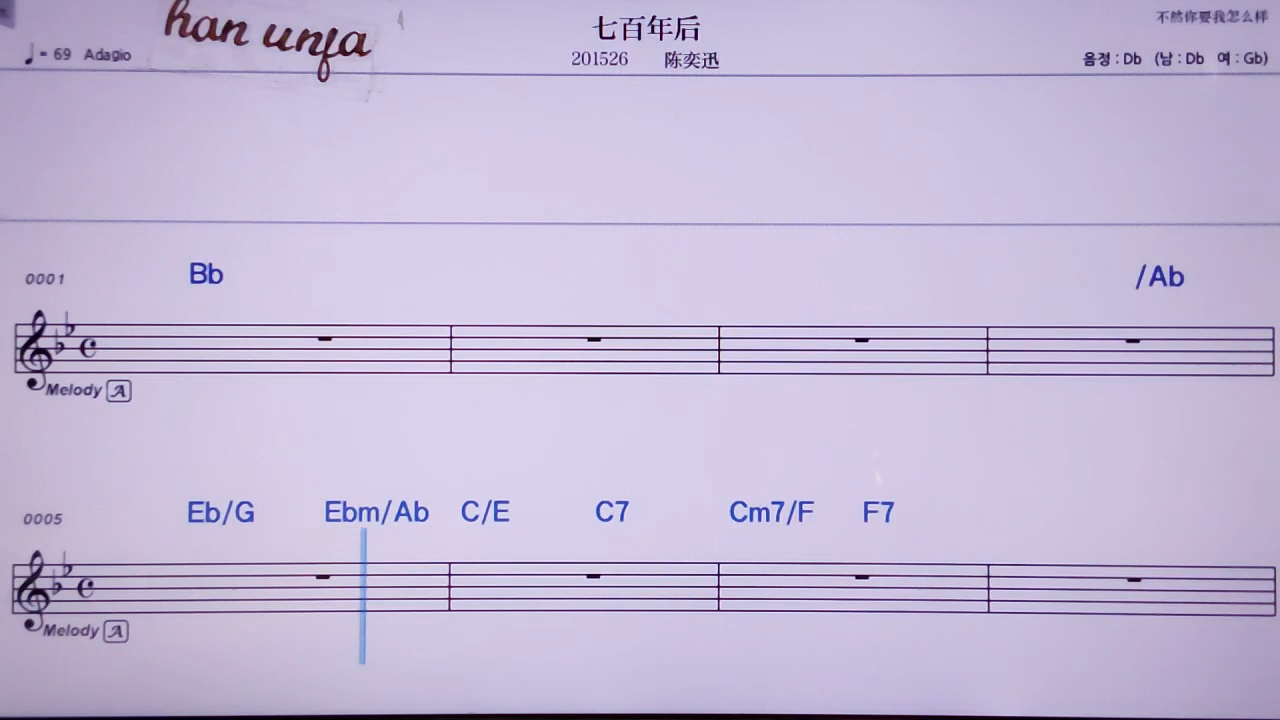 han unfa
七百年后
不然你要我怎么样
♩ = 69 Adagio
201526 陈奕迅
음정 : Db (남 : Db 여 : Gb)
0001
Bb /Ab
Melody A
0005
Eb/G Ebm/Ab C/E C7 Cm7/F F7
Melody A